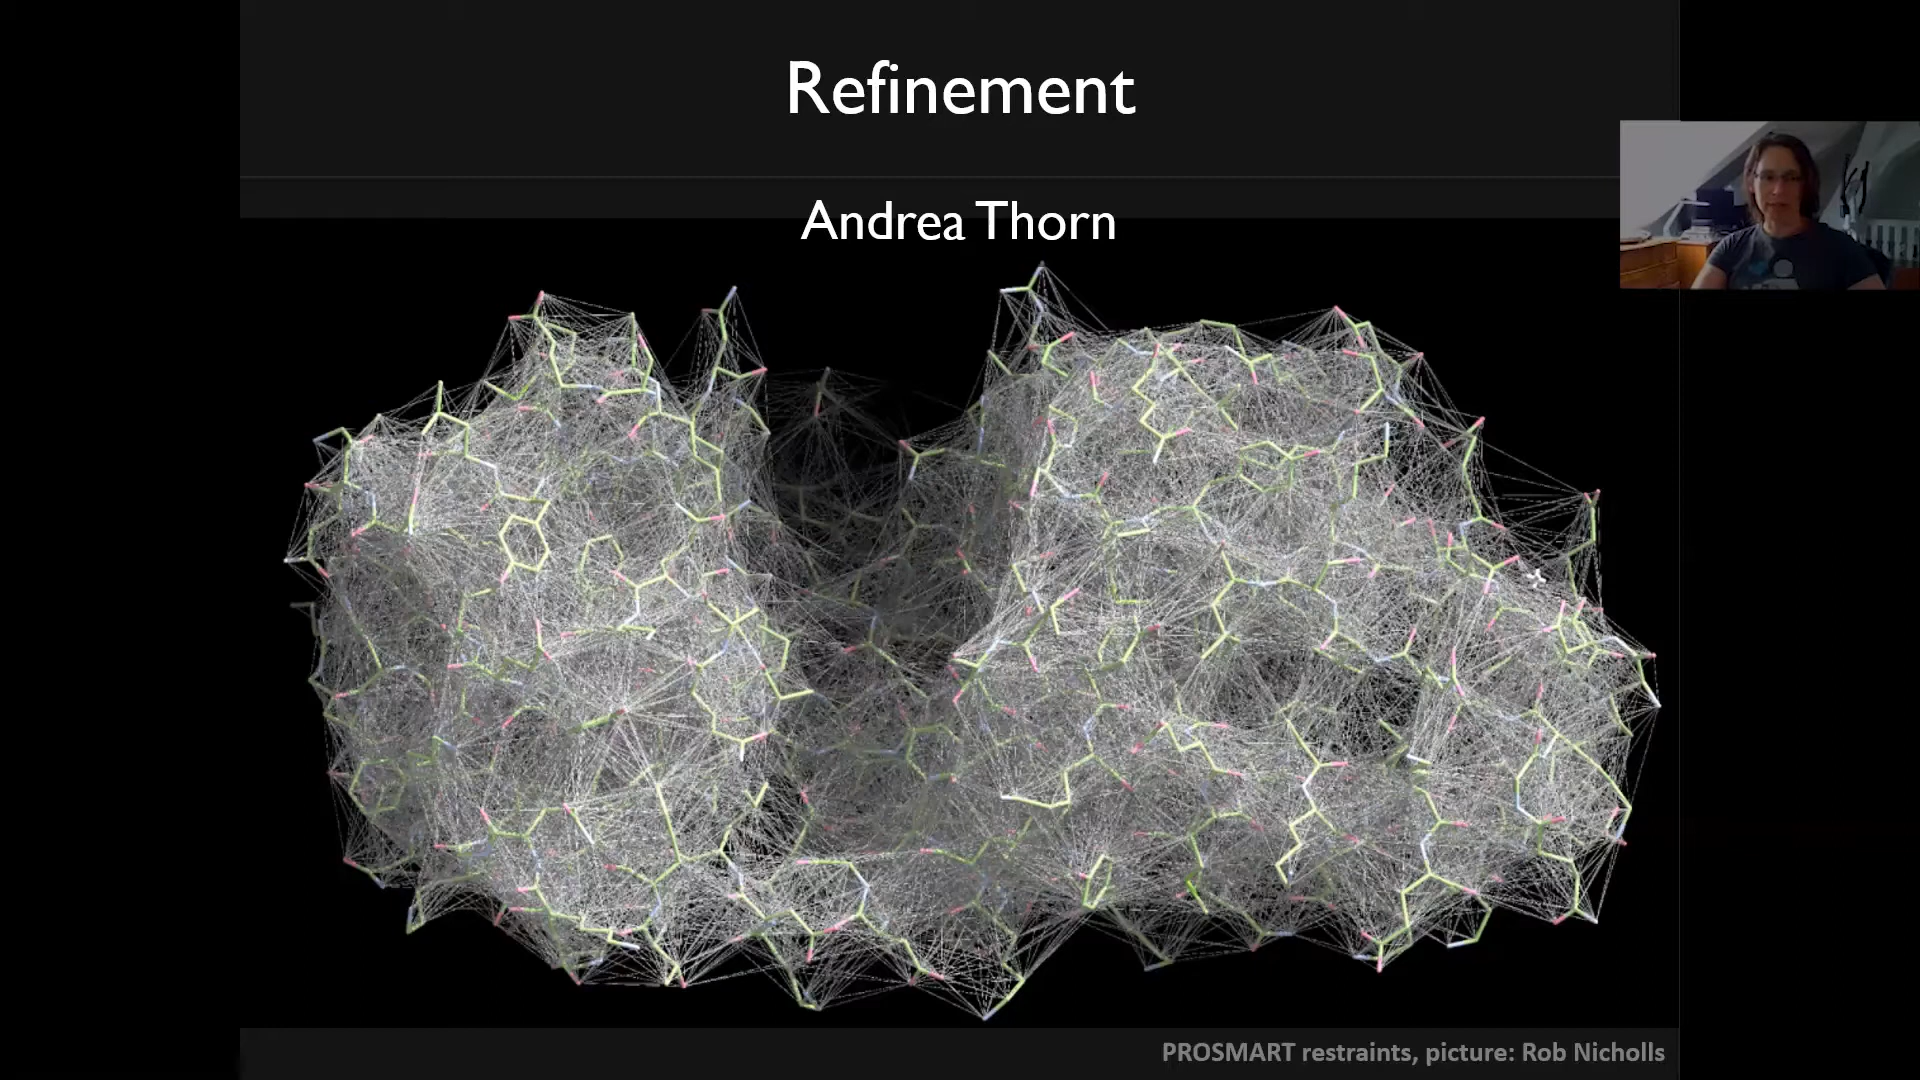 Refinement
Andrea Thorn
PROSMART restraints, picture: Rob Nicholls